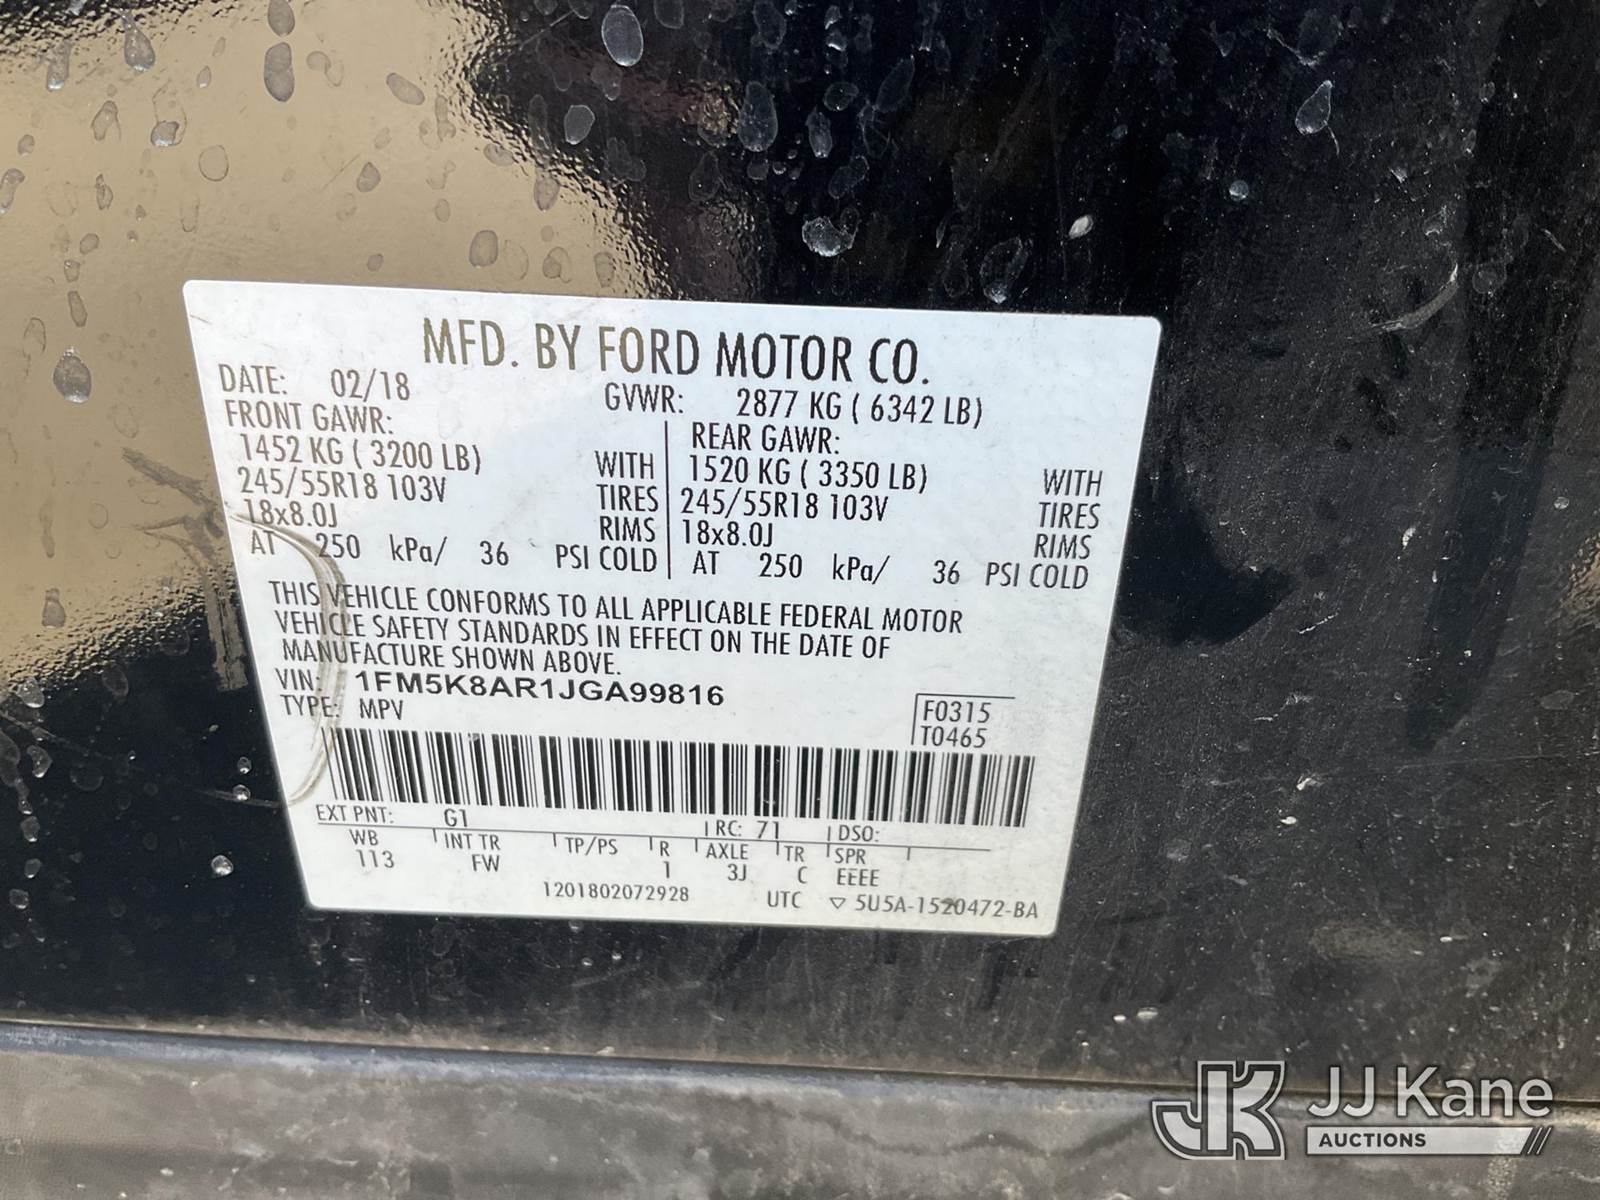 MFD. BY FORD MOTOR CO.
DATE: 02/18 GVWR: 2877 KG ( 6342 LB)
FRONT GAWR: REAR GAWR:
1452 KG ( 3200 LB) WITH 1520 KG ( 3350 LB) WITH
245/55R18 103V TIRES 245/55R18 103V TIRES
18x8.0J RIMS 18x8.0J RIMS
AT 250 kPa/ 36 PSI COLD AT 250 kPa/ 36 PSI COLD
THIS VEHICLE CONFORMS TO ALL APPLICABLE FEDERAL MOTOR
VEHICLE SAFETY STANDARDS IN EFFECT ON THE DATE OF
MANUFACTURE SHOWN ABOVE.
VIN: 1FM5K8AR1JGA99816
TYPE: MPV
F0315
T0465
EXT PNT: G1 RC: 71 DSO:
WB INT TR TP/PS R AXLE TR SPR
113 FW 1 3J C EEEE
1201802072928 UTC ▽ 5U5A-1520472-BA
JK JJ Kane
AUCTIONS